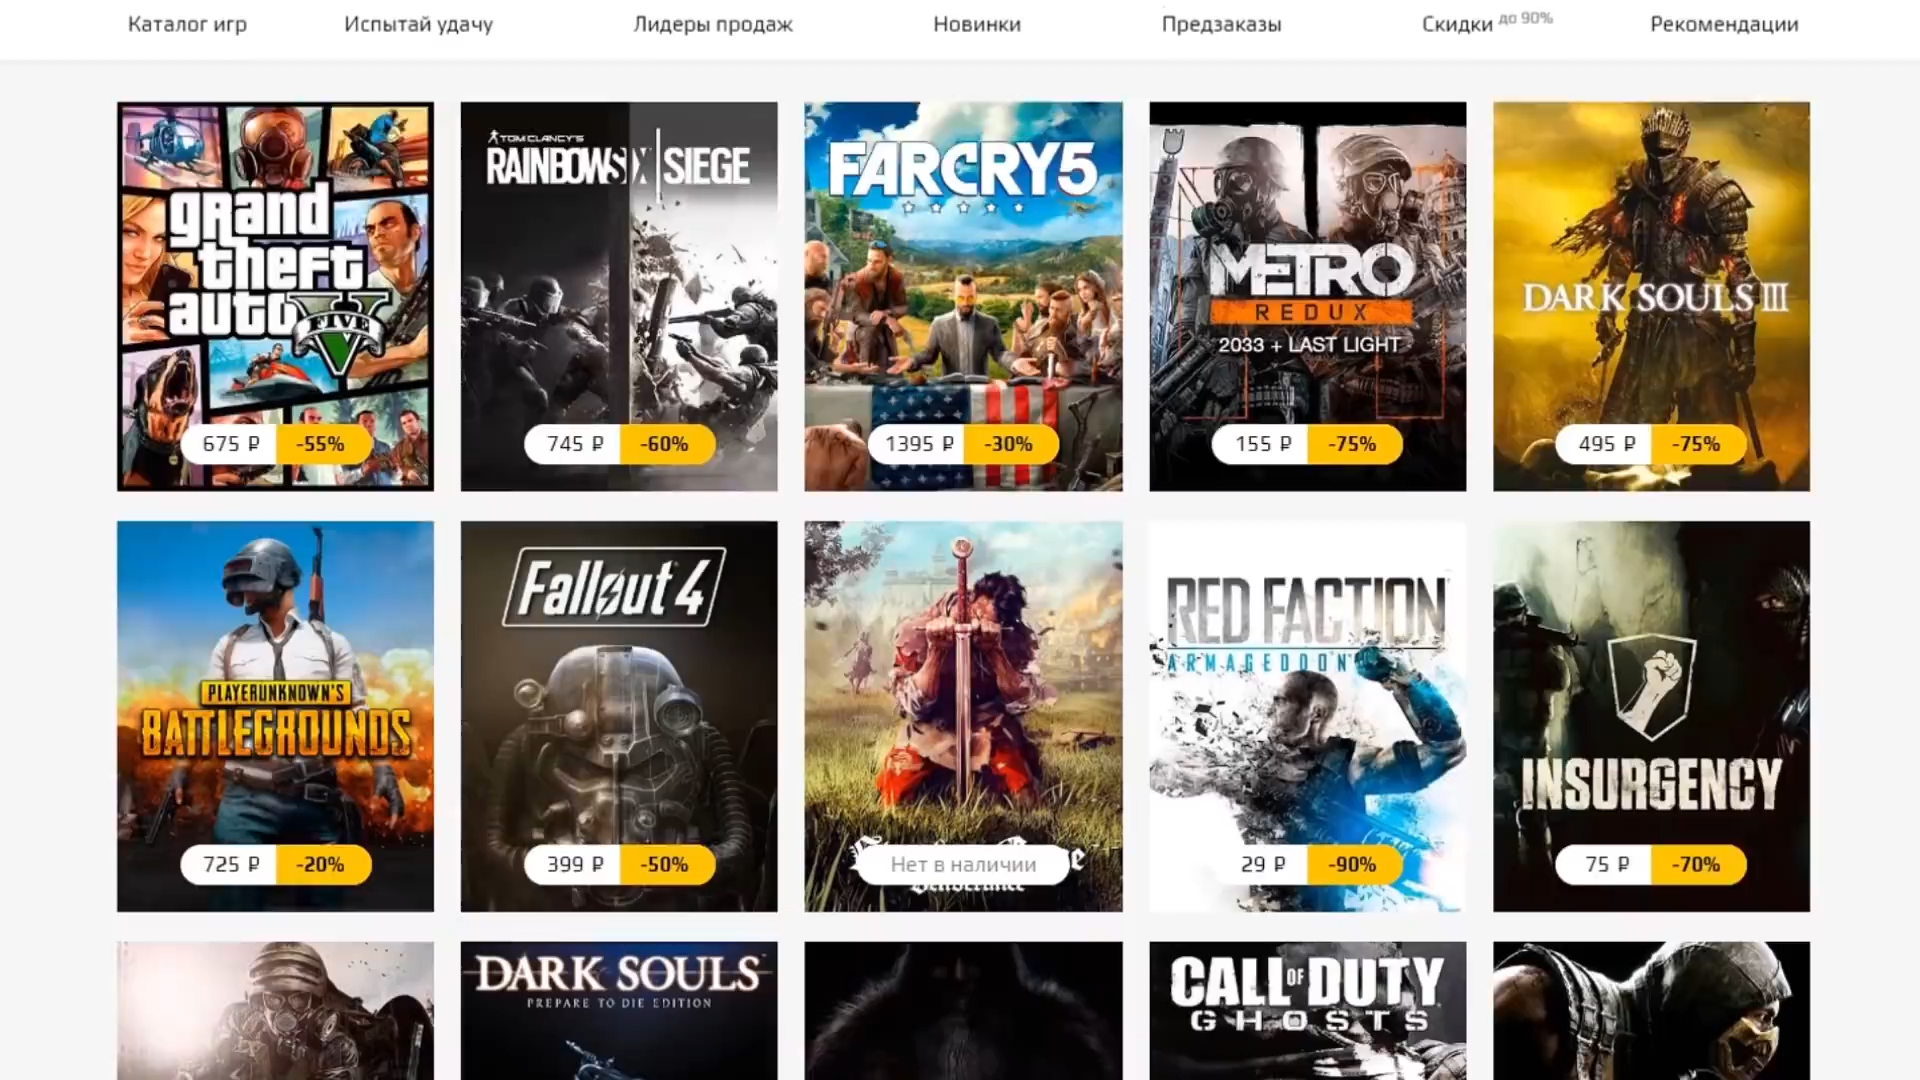 Каталог игр
Испытай удачу
Лидеры продаж
Новинки
Предзаказы
Скидки до 90%
Рекомендации
grand
theft
auto
FIVE
V
675 ₽ -55%
TOM CLANCY'S
RAINBOW SIX | SIEGE
745 ₽ -60%
FARCRY5
1395 ₽ -30%
METRO
REDUX
2033 + LAST LIGHT
155 ₽ -75%
DARK SOULS III
495 ₽ -75%
PLAYERUNKNOWN'S
BATTLEGROUNDS
725 ₽ -20%
Fallout 4
399 ₽ -50%
Нет в наличии
RED FACTION
ARMAGEDDON
29 ₽ -90%
INSURGENCY
75 ₽ -70%
DARK SOULS
PREPARE TO DIE EDITION
CALL OF DUTY
GHOSTS